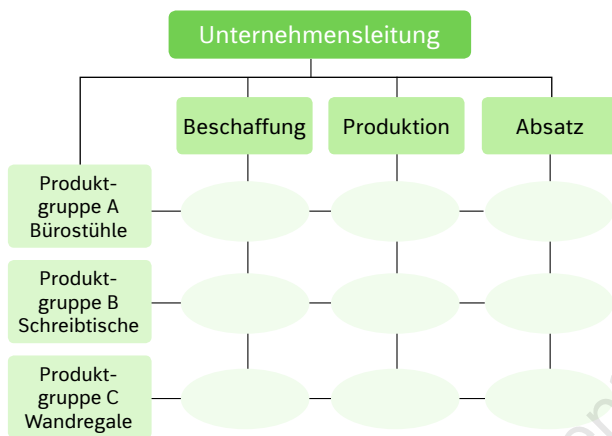 Unternehmensleitung
Beschaffung
Produktion
Absatz
Produkt-
gruppe A
Bürostühle
Produkt-
gruppe B
Schreibtische
Produkt-
gruppe C
Wandregale